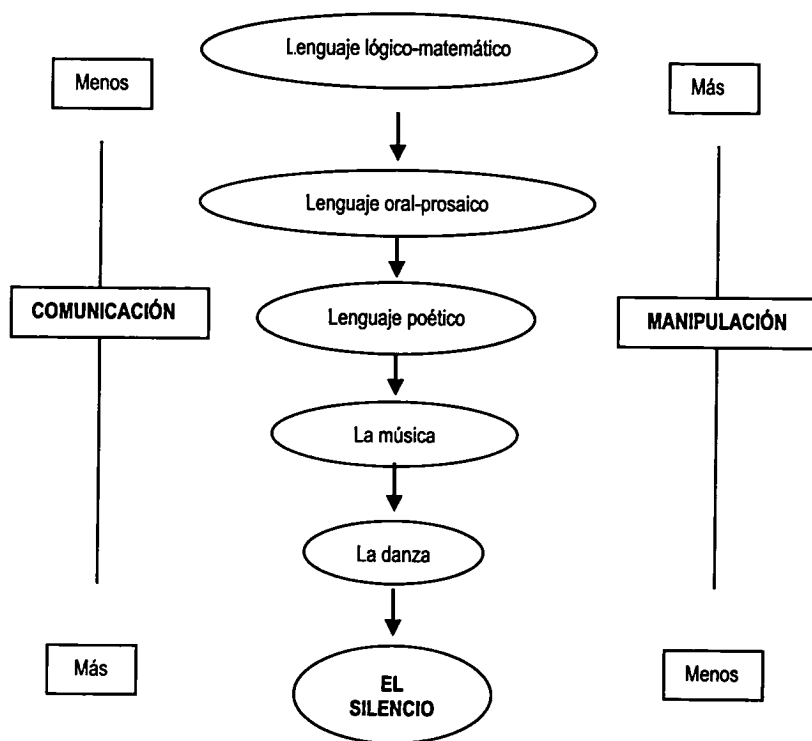 Lenguaje lógico-matemático
Menos
Más
Lenguaje oral-prosaico
COMUNICACIÓN
Lenguaje poético
MANIPULACIÓN
La música
La danza
Más
EL
SILENCIO
Menos